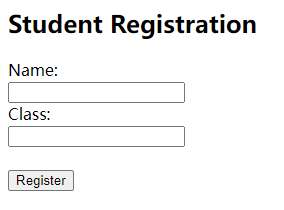 Student Registration
Name:
Class:
Register